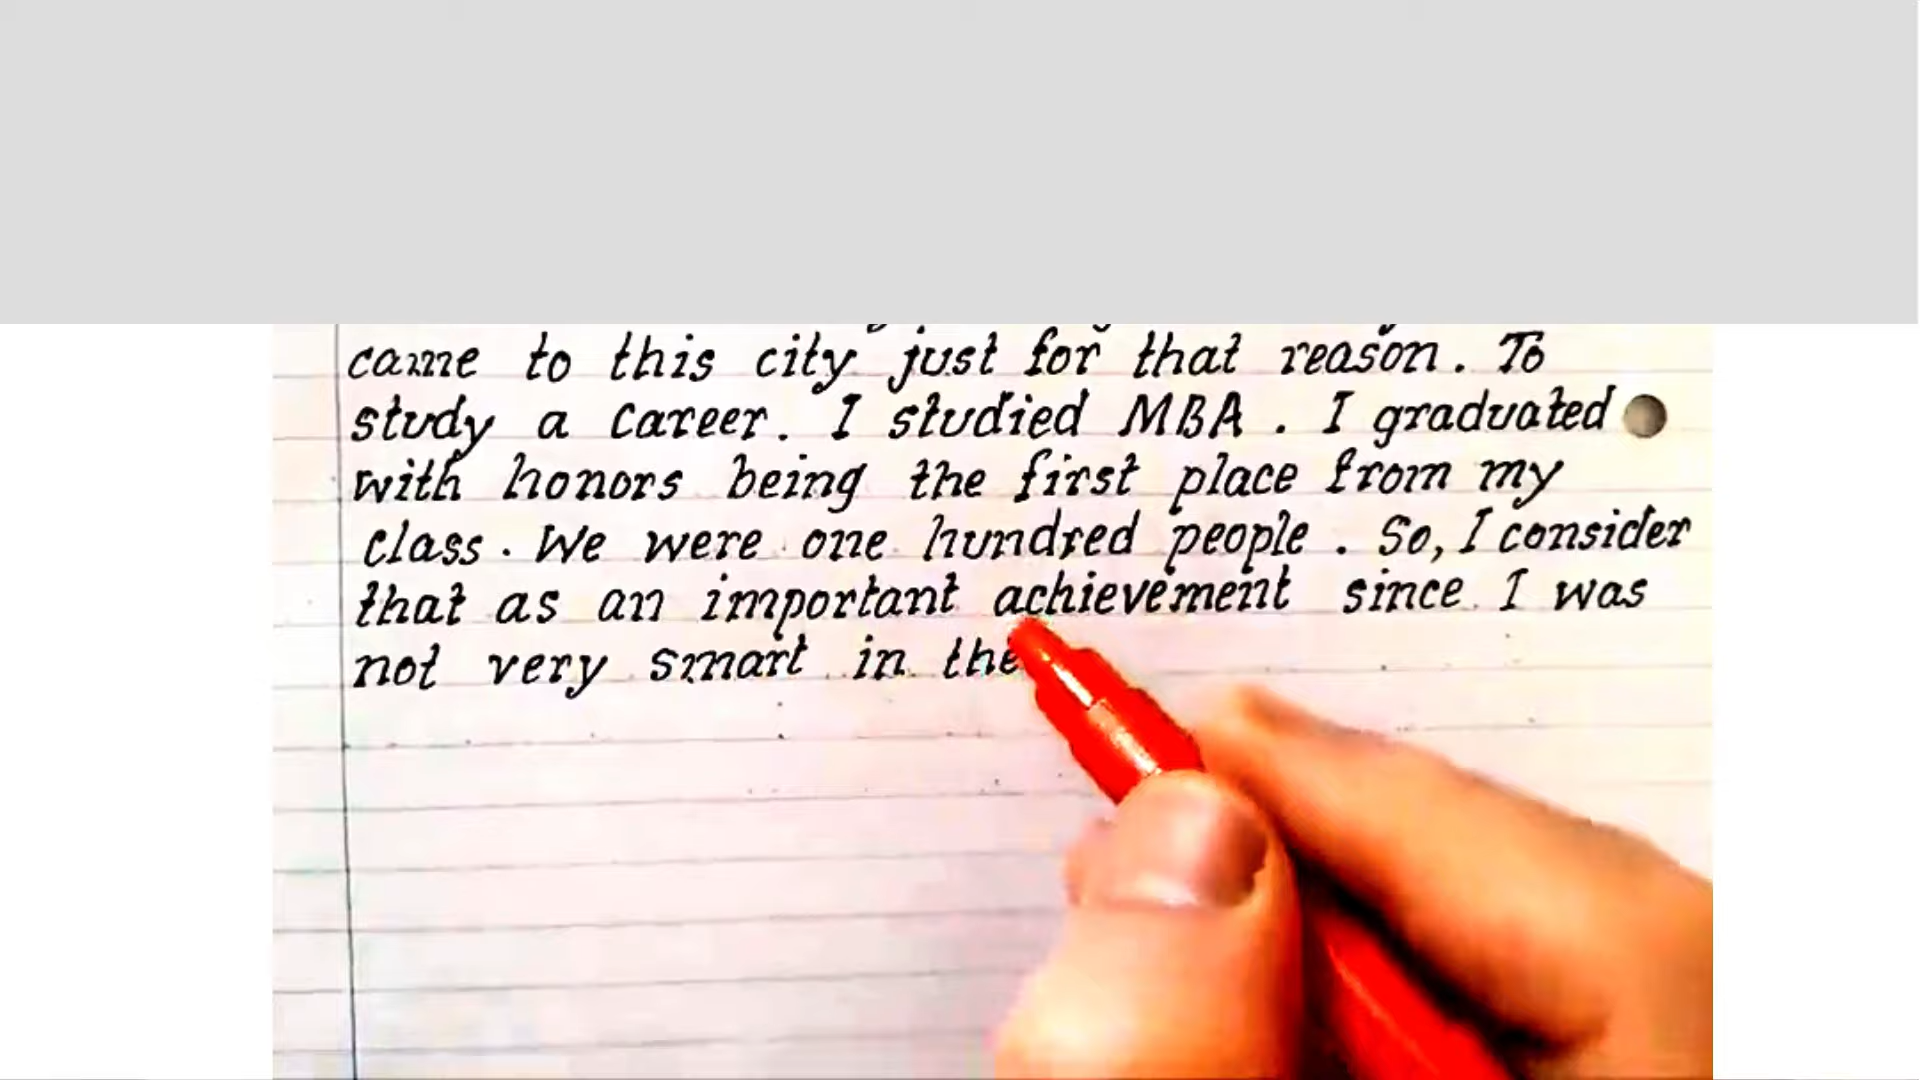 came to this city just for that reason. To
study a career. I studied MBA. I graduated
with honors being the first place from my
class. We were one hundred people. So, I consider
that as an important achievement since I was
not very smart in the